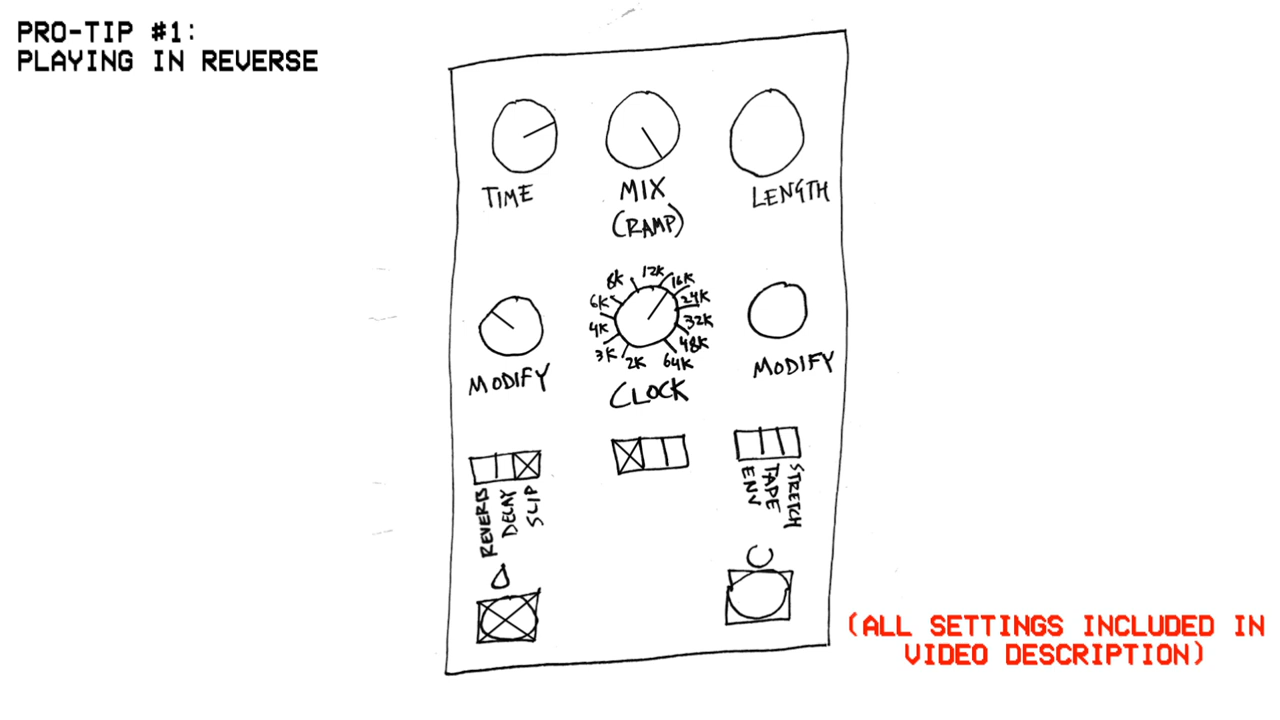 PRO-TIP #1:
PLAYING IN REVERSE
TIME
MIX
(RAMP)
LENGTH
2K
3K
4K
6K
8K
12K
16K
24K
32K
48K
64K
MODIFY
CLOCK
MODIFY
REVERB
DELAY
SLIP
ENV
TAPE
STRETCH
(ALL SETTINGS INCLUDED IN
VIDEO DESCRIPTION)